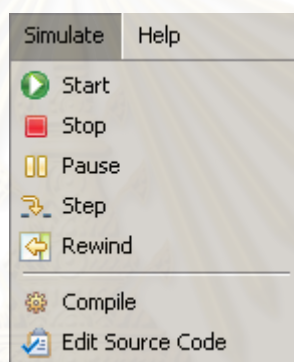 Simulate Help
Start
Stop
Pause
Step
Rewind
Compile
Edit Source Code